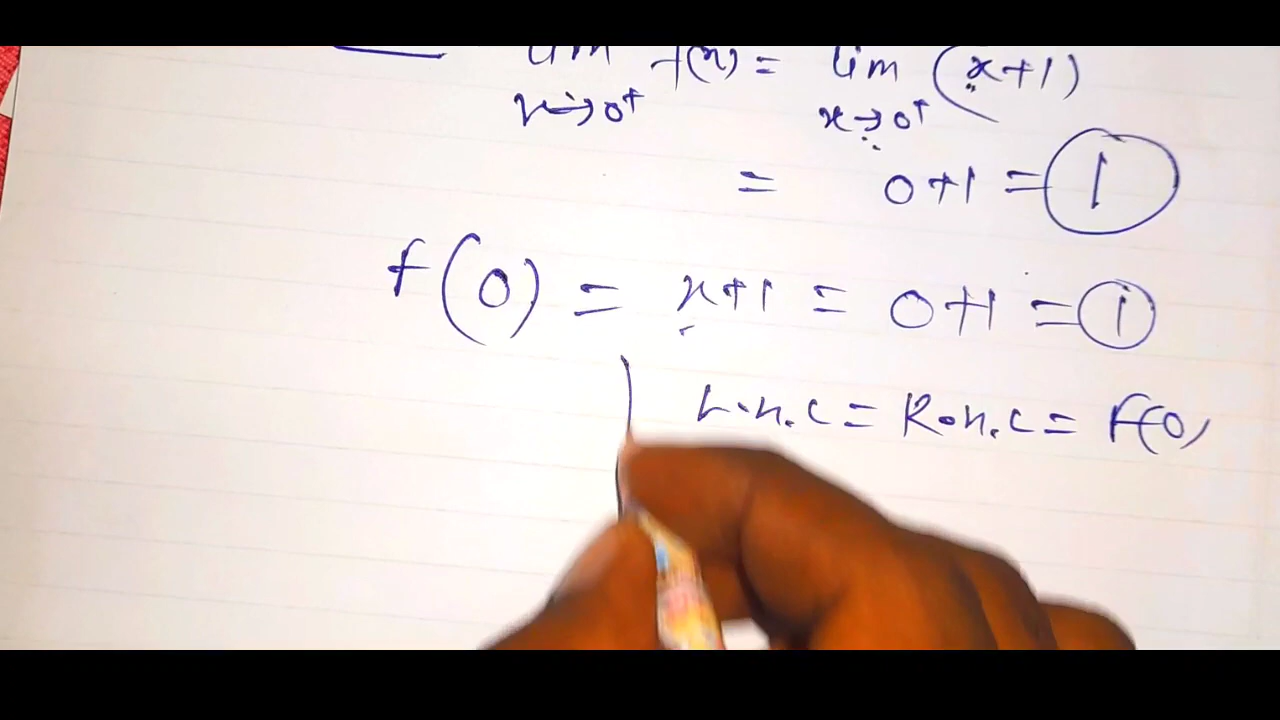 lim f(x) = lim (x+1)
x→0⁺ x→0⁺
= 0+1 = 1
f(0) = x+1 = 0+1 = 1
L.H.L = R.H.L = f(0)